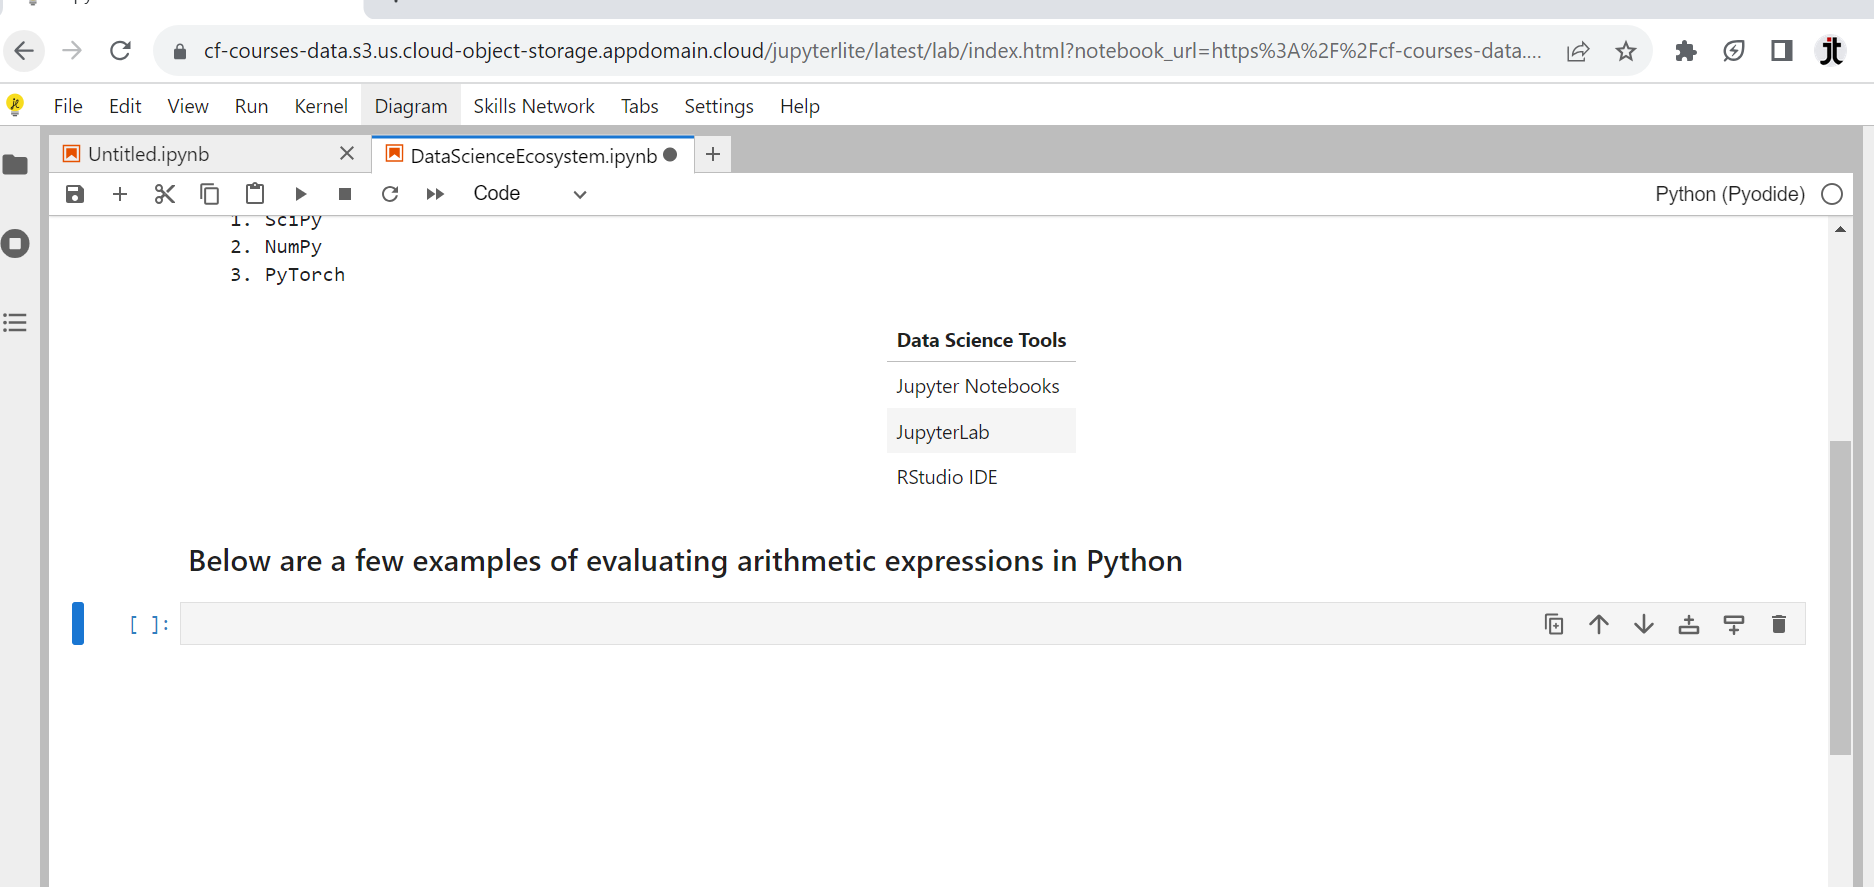 cf-courses-data.s3.us.cloud-object-storage.appdomain.cloud/jupyterlite/latest/lab/index.html?notebook_url=https%3A%2F%2Fcf-courses-data....
jt
File Edit View Run Kernel Diagram Skills Network Tabs Settings Help
Untitled.ipynb
DataScienceEcosystem.ipynb
Code
Python (Pyodide)
1. SciPy
2. NumPy
3. PyTorch
Data Science Tools
Jupyter Notebooks
JupyterLab
RStudio IDE
Below are a few examples of evaluating arithmetic expressions in Python
[ ]: